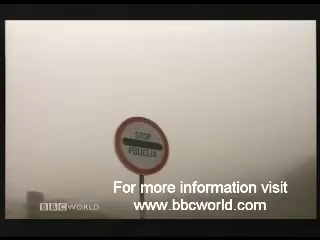 STOP
POLICIJA
For more information visit
BBC WORLD www.bbcworld.com